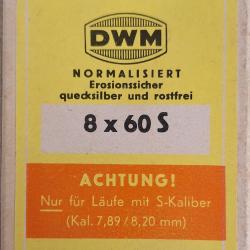 DWM
NORMALISIERT
Erosionssicher
quecksilber und rostfrei
8 x 60 S
ACHTUNG!
Nur für Läufe mit S-Kaliber
(Kal. 7,89 / 8,20 mm)